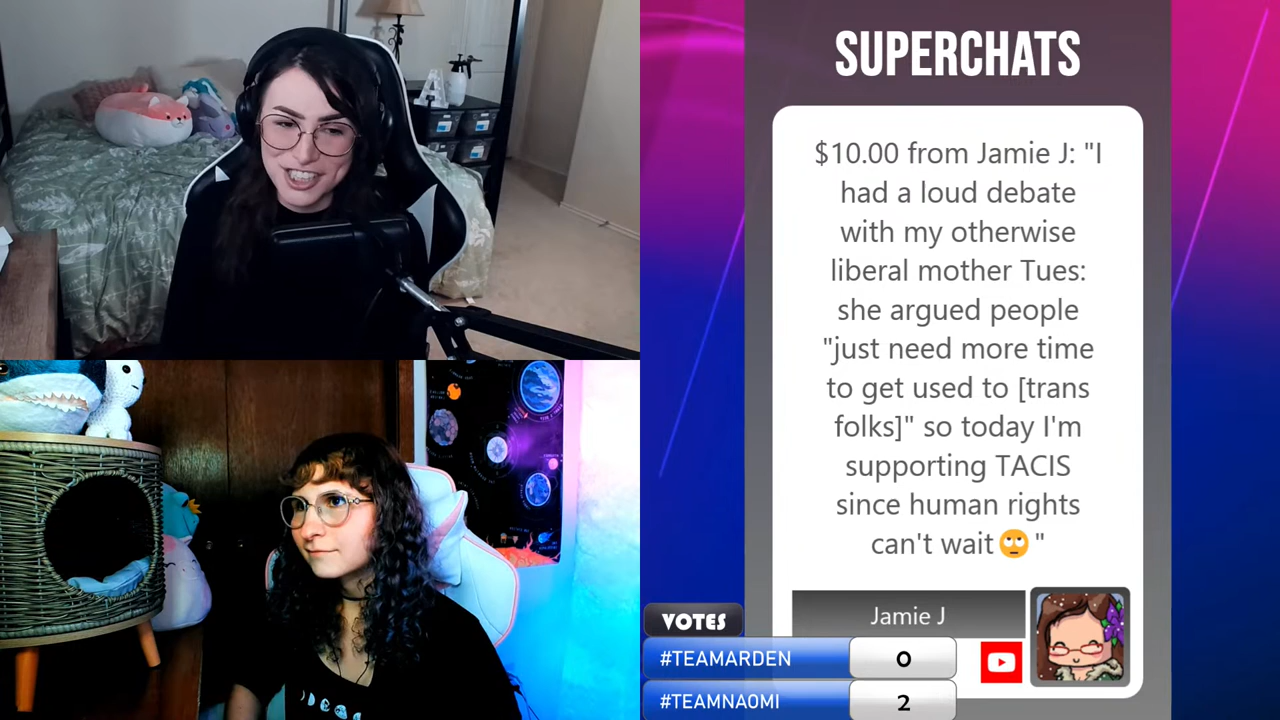 SUPERCHATS
$10.00 from Jamie J: "I
had a loud debate
with my otherwise
liberal mother Tues:
she argued people
"just need more time
to get used to [trans
folks]" so today I'm
supporting TACIS
since human rights
can't wait🙄"
Jamie J
VOTES
#TEAMARDEN 0
#TEAMNAOMI 2